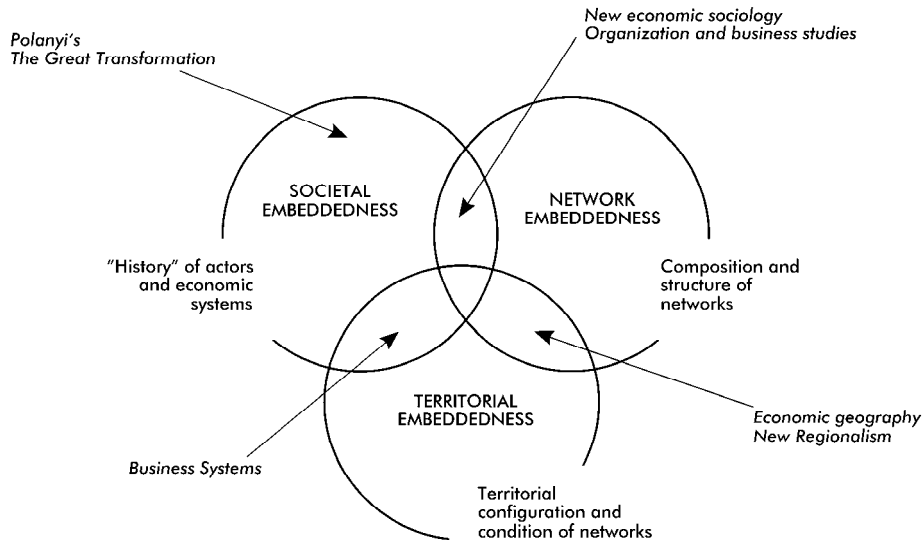 Polanyi's
The Great Transformation
New economic sociology
Organization and business studies
SOCIETAL
EMBEDDEDNESS
NETWORK
EMBEDDEDNESS
"History" of actors
and economic
systems
Composition and
structure of
networks
TERRITORIAL
EMBEDDEDNESS
Business Systems
Economic geography
New Regionalism
Territorial
configuration and
condition of networks